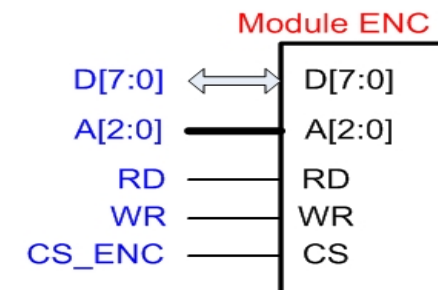 Module ENC
D[7:0] D[7:0]
A[2:0] A[2:0]
RD RD
WR WR
CS_ENC CS